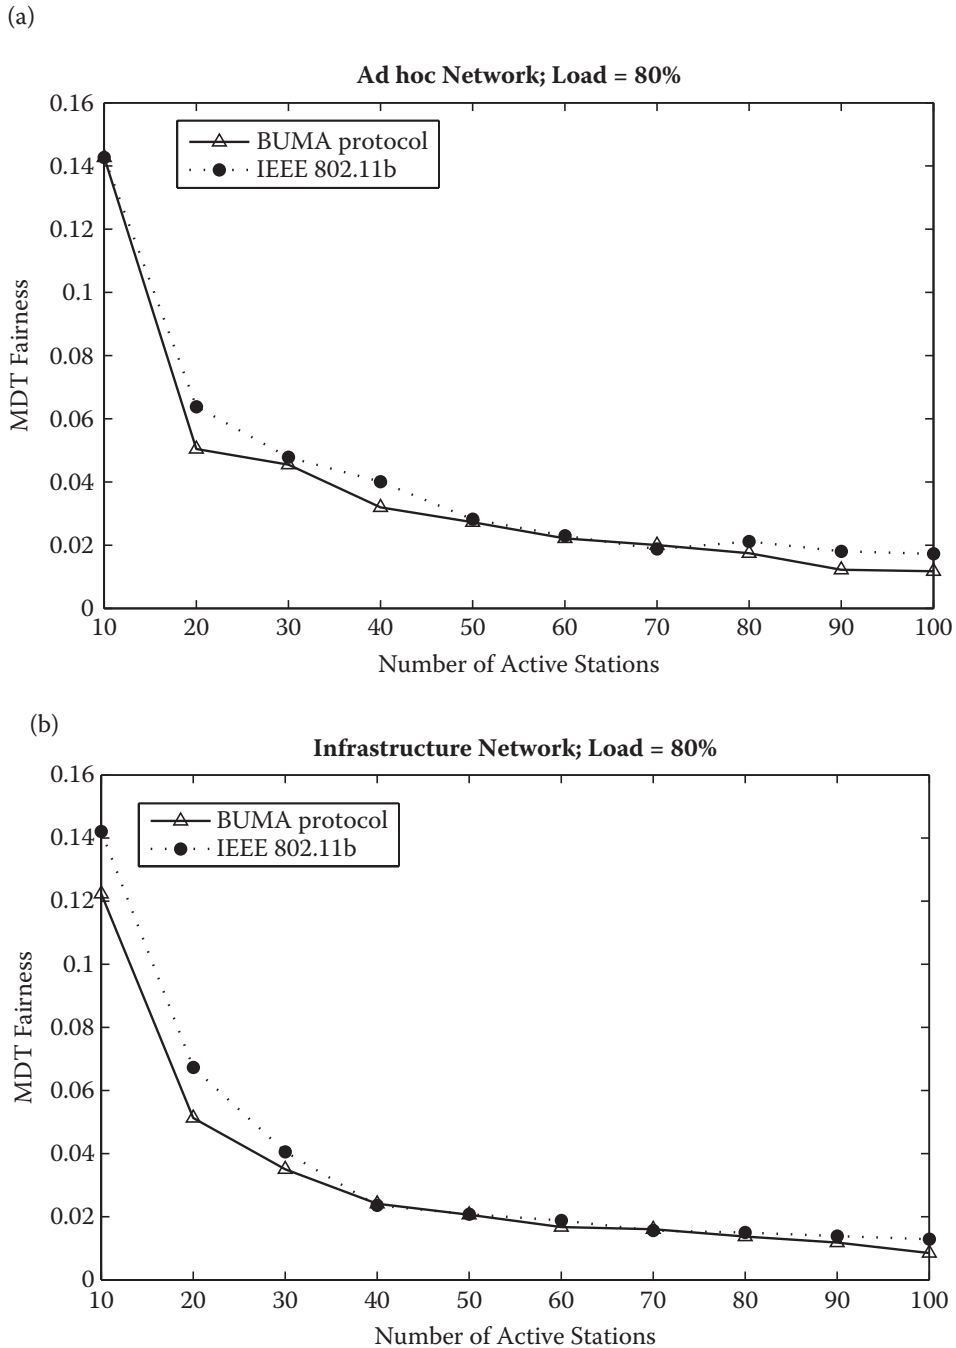 (a)
Ad hoc Network; Load = 80%
0.16
BUMA protocol
IEEE 802.11b
0.14
0.12
0.1
0.08
0.06
0.04
0.02
0
MDT Fairness
10 20 30 40 50 60 70 80 90 100
Number of Active Stations
(b)
Infrastructure Network; Load = 80%
0.16
BUMA protocol
IEEE 802.11b
0.14
0.12
0.1
0.08
0.06
0.04
0.02
0
MDT Fairness
10 20 30 40 50 60 70 80 90 100
Number of Active Stations